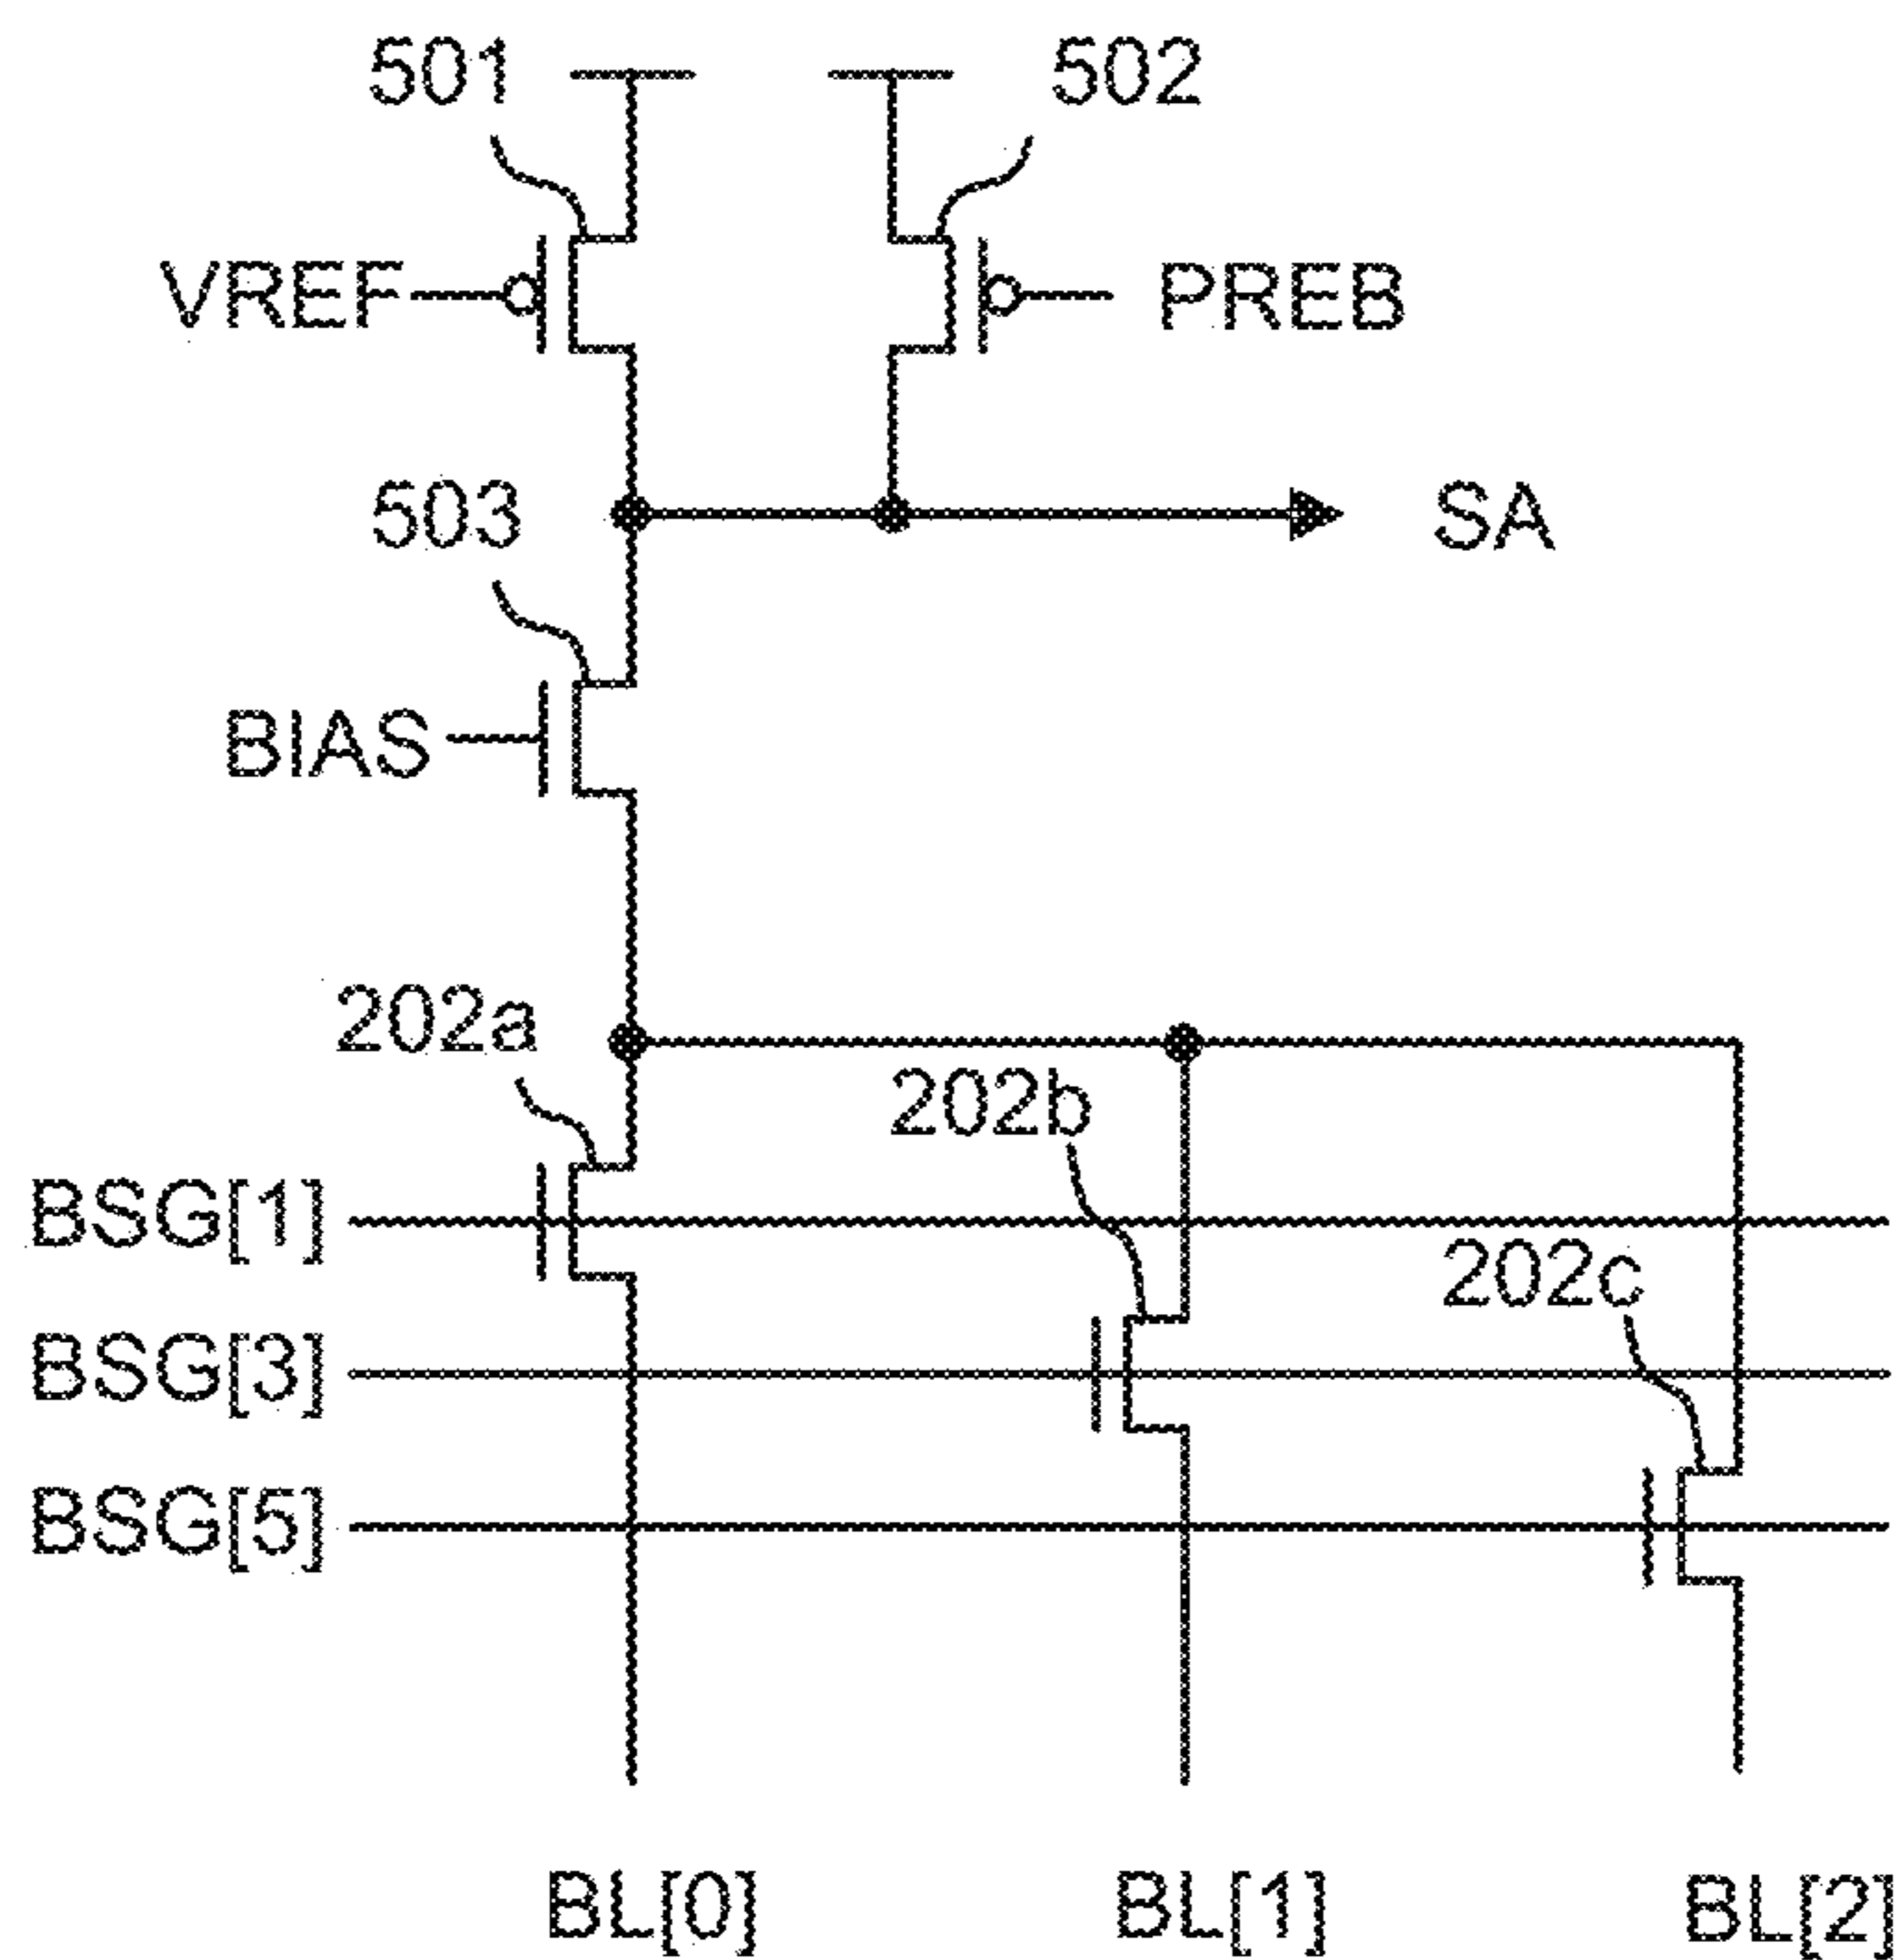 501
502
VREF
PREB
503
SA
BIAS
202a
202b
BSG[1]
202c
BSG[3]
BSG[5]
BL[0]
BL[1]
BL[2]